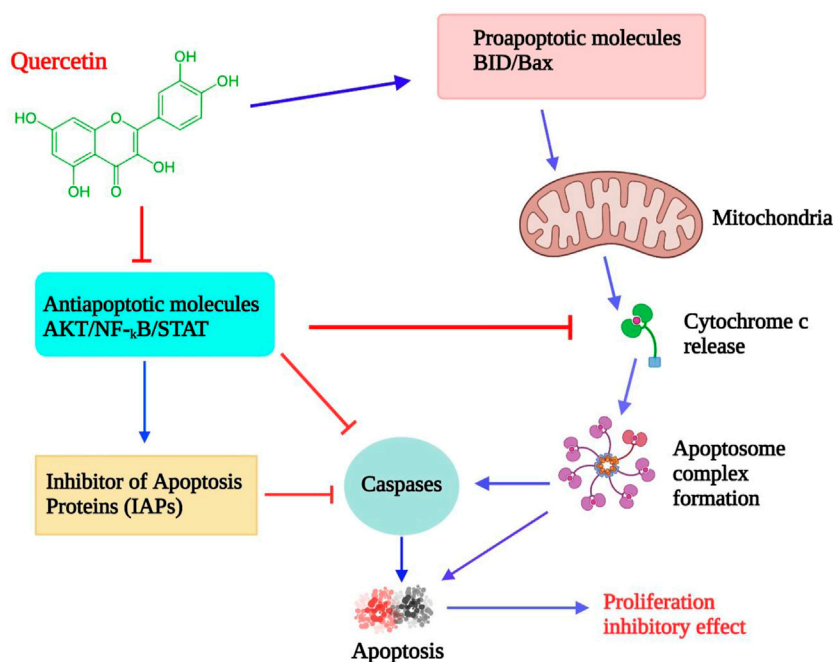 Quercetin
OH
OH
HO
O
OH
OH
O
Proapoptotic molecules
BID/Bax
Mitochondria
Antiapoptotic molecules
AKT/NF-ₖB/STAT
Cytochrome c
release
Inhibitor of Apoptosis
Proteins (IAPs)
Caspases
Apoptosome
complex
formation
Apoptosis
Proliferation
inhibitory effect